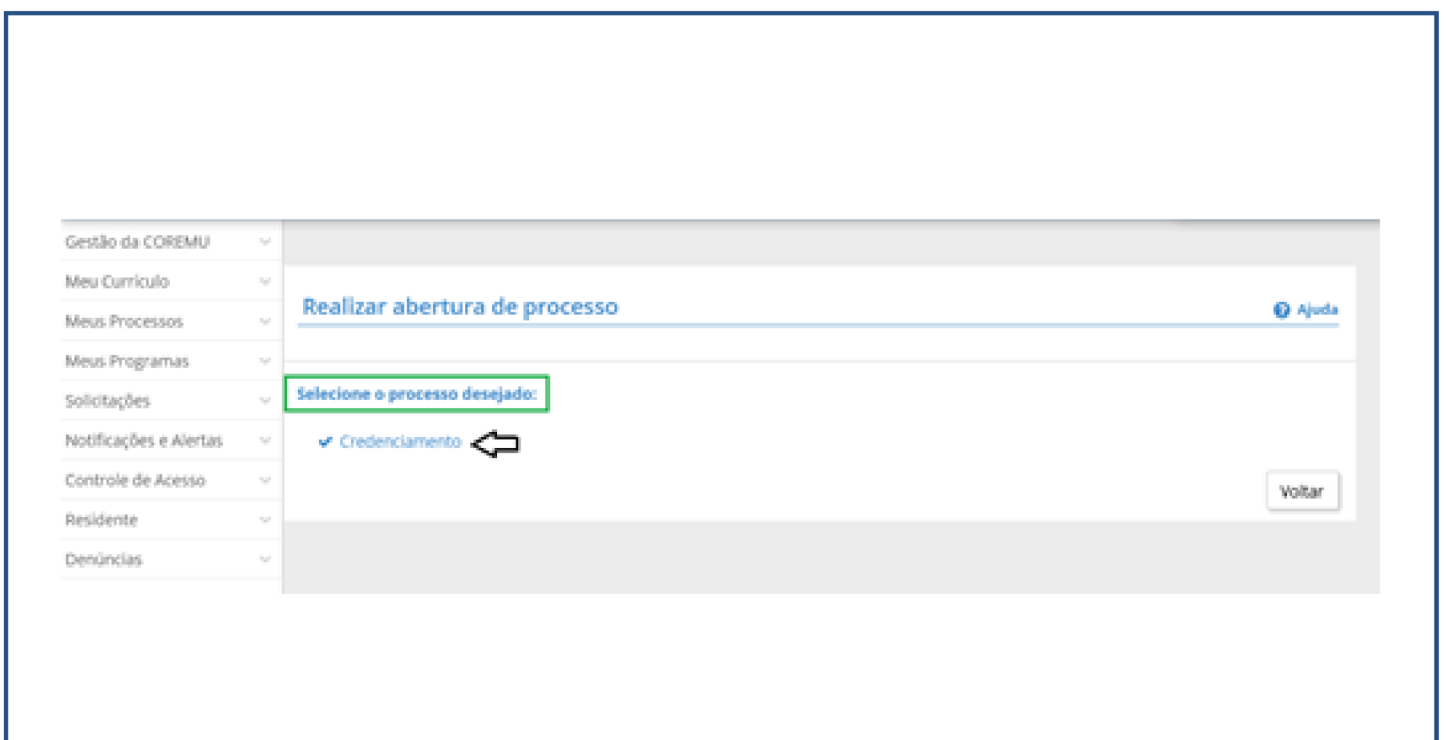 Gestão da COREMU
Meu Currículo
Meus Processos
Meus Programas
Solicitações
Notificações e Alertas
Controle de Acesso
Residente
Denúncias
Realizar abertura de processo
Ajuda
Selecione o processo desejado:
Credenciamento
Voltar